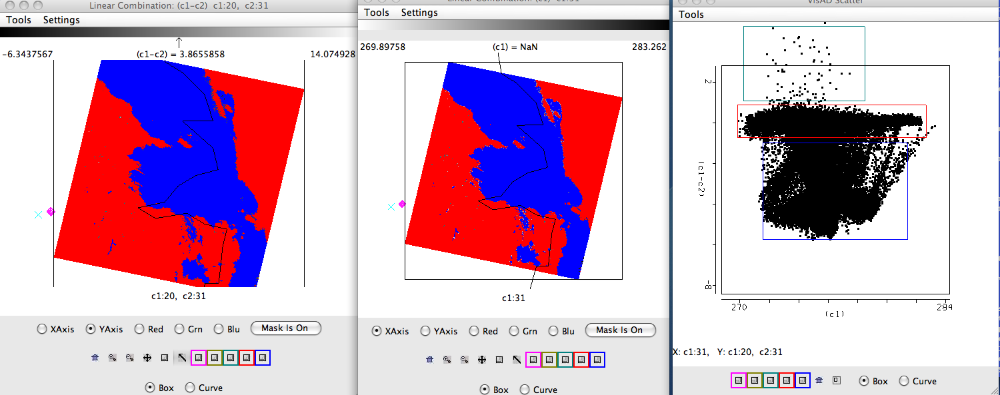 Linear Combination: (c1-c2) c1:20, c2:31
Tools Settings
-6.3437567 (c1-c2) = 3.8655858 14.074928
c1:20, c2:31
XAxis YAxis Red Grn Blu Mask Is On
Box Curve
Linear Combination: (c1) c1:31
Tools Settings
269.89758 (c1) = NaN 283.262
c1:31
XAxis YAxis Red Grn Blu Mask Is On
Box Curve
VisAD Scatter
Tools
2
(c1-c2)
-8
270 294
(c1)
X: c1:31, Y: c1:20, c2:31
Box Curve